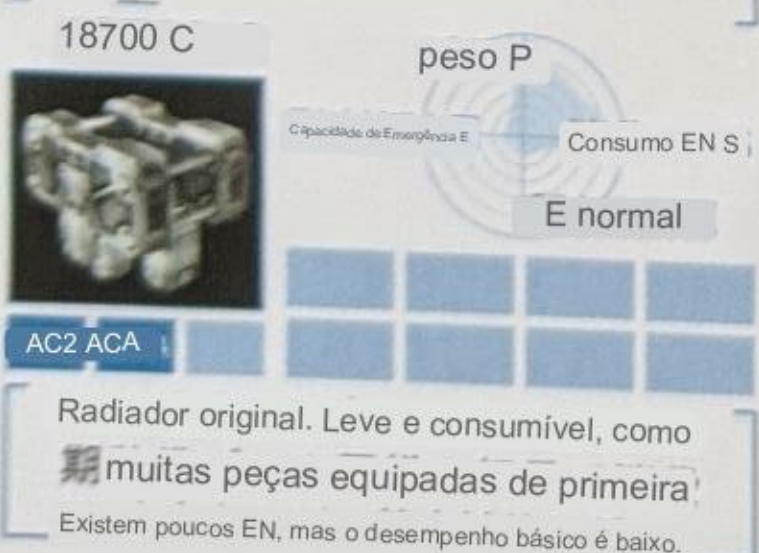 18700 C
peso P
Capacidade de Emergência E
Consumo EN S
E normal
AC2 ACA
Radiador original. Leve e consumível, como
期 muitas peças equipadas de primeira
Existem poucos EN, mas o desempenho básico é baixo.